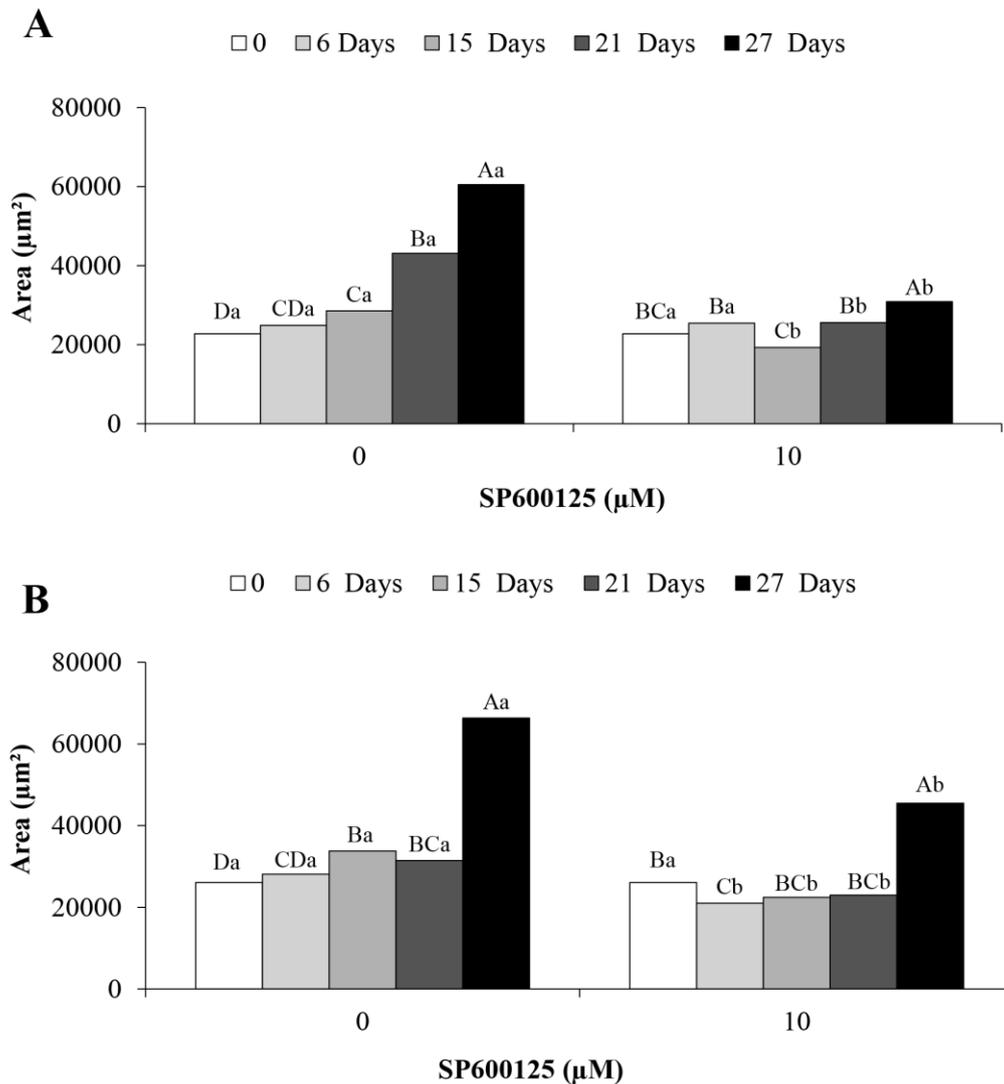 A
0 6 Days 15 Days 21 Days 27 Days
80000
60000
40000
20000
0
Area (µm²)
Da CDa Ca Ba Aa
BCa Ba Cb Bb Ab
0 10
SP600125 (µM)
B
0 6 Days 15 Days 21 Days 27 Days
80000
60000
40000
20000
0
Area (µm²)
Da CDa Ba BCa Aa
Ba Cb BCb BCb Ab
0 10
SP600125 (µM)